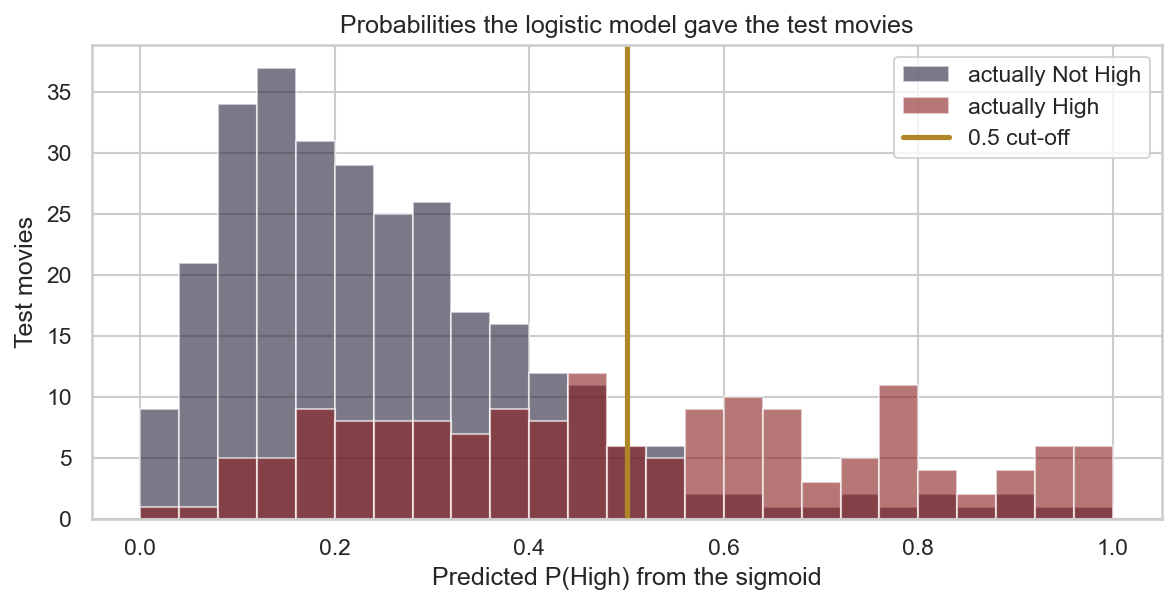 Probabilities the logistic model gave the test movies
actually Not High
actually High
0.5 cut-off
Test movies
35
30
25
20
15
10
5
0
0.0 0.2 0.4 0.6 0.8 1.0
Predicted P(High) from the sigmoid